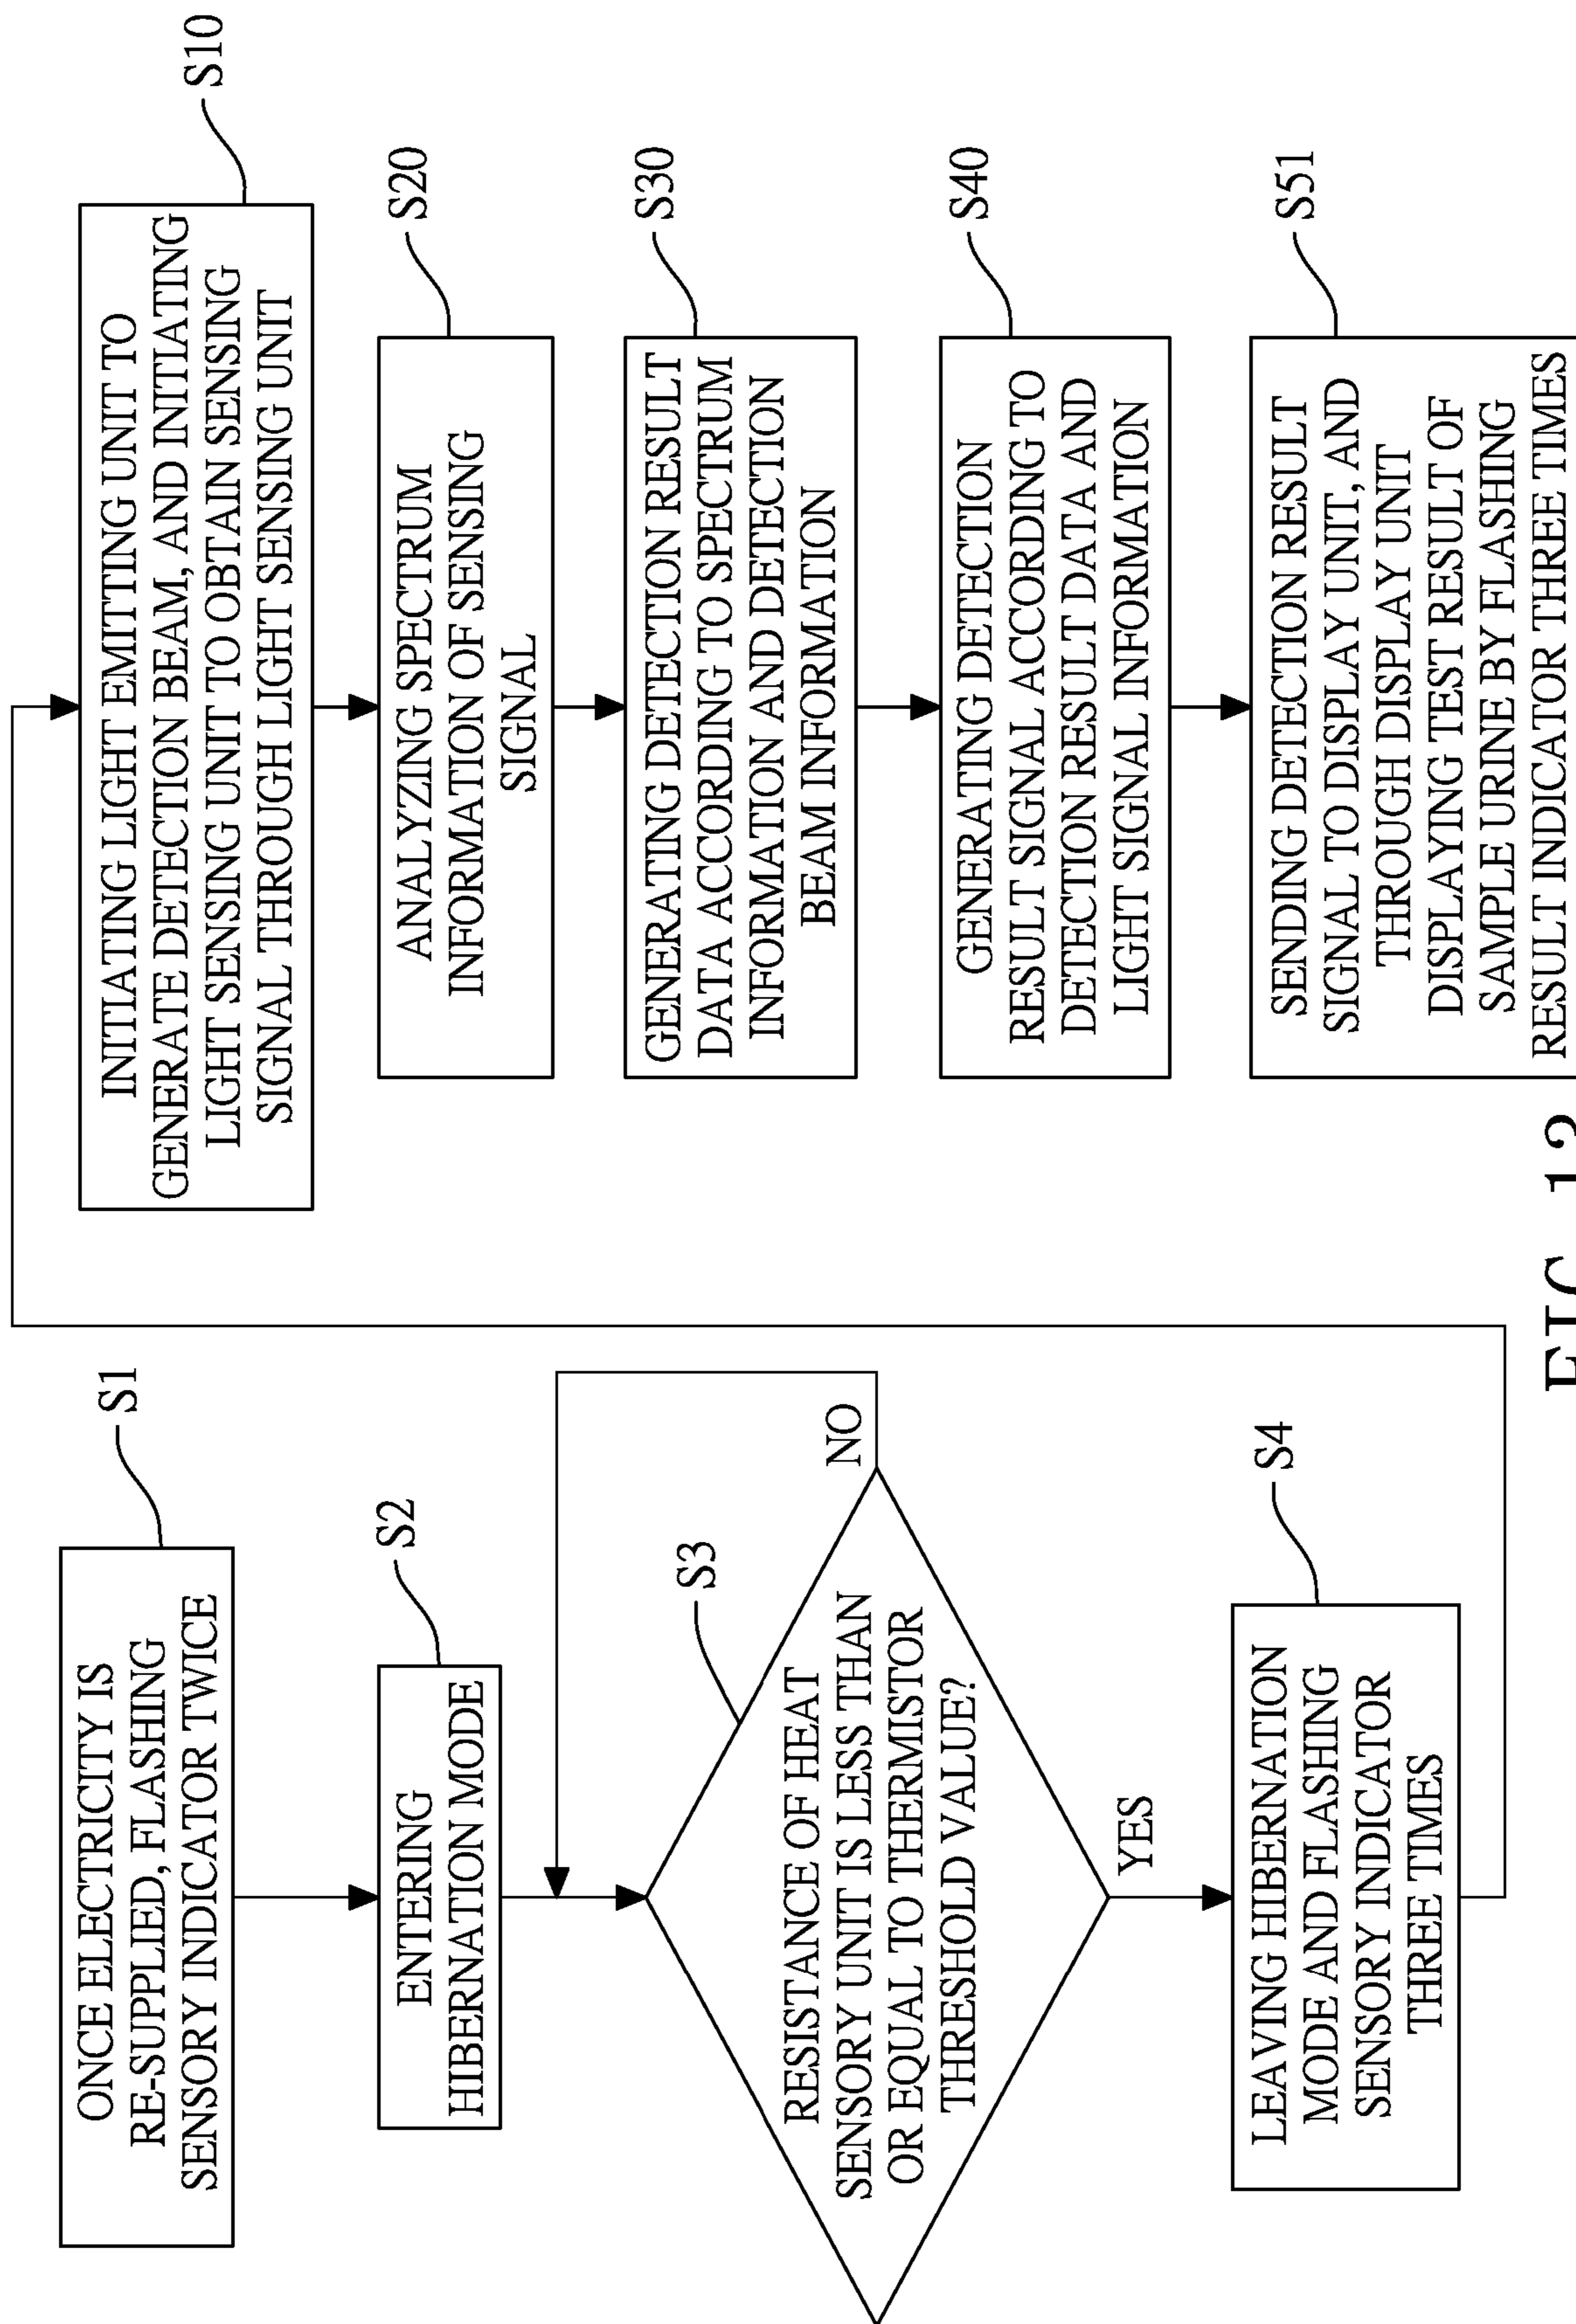 ONCE ELECTRICITY IS
RE-SUPPLIED, FLASHING
SENSORY INDICATOR TWICE
S1
ENTERING
HIBERNATION MODE
S2
RESISTANCE OF HEAT
SENSORY UNIT IS LESS THAN
OR EQUAL TO THERMISTOR
THRESHOLD VALUE?
S3
NO
YES
LEAVING HIBERNATION
MODE AND FLASHING
SENSORY INDICATOR
THREE TIMES
S4
INITIATING LIGHT EMITTING UNIT TO
GENERATE DETECTION BEAM, AND INITIATING
LIGHT SENSING UNIT TO OBTAIN SENSING
SIGNAL THROUGH LIGHT SENSING UNIT
S10
ANALYZING SPECTRUM
INFORMATION OF SENSING
SIGNAL
S20
GENERATING DETECTION RESULT
DATA ACCORDING TO SPECTRUM
INFORMATION AND DETECTION
BEAM INFORMATION
S30
GENERATING DETECTION
RESULT SIGNAL ACCORDING TO
DETECTION RESULT DATA AND
LIGHT SIGNAL INFORMATION
S40
SENDING DETECTION RESULT
SIGNAL TO DISPLAY UNIT, AND
THROUGH DISPLAY UNIT
DISPLAYING TEST RESULT OF
SAMPLE URINE BY FLASHING
RESULT INDICATOR THREE TIMES
S51